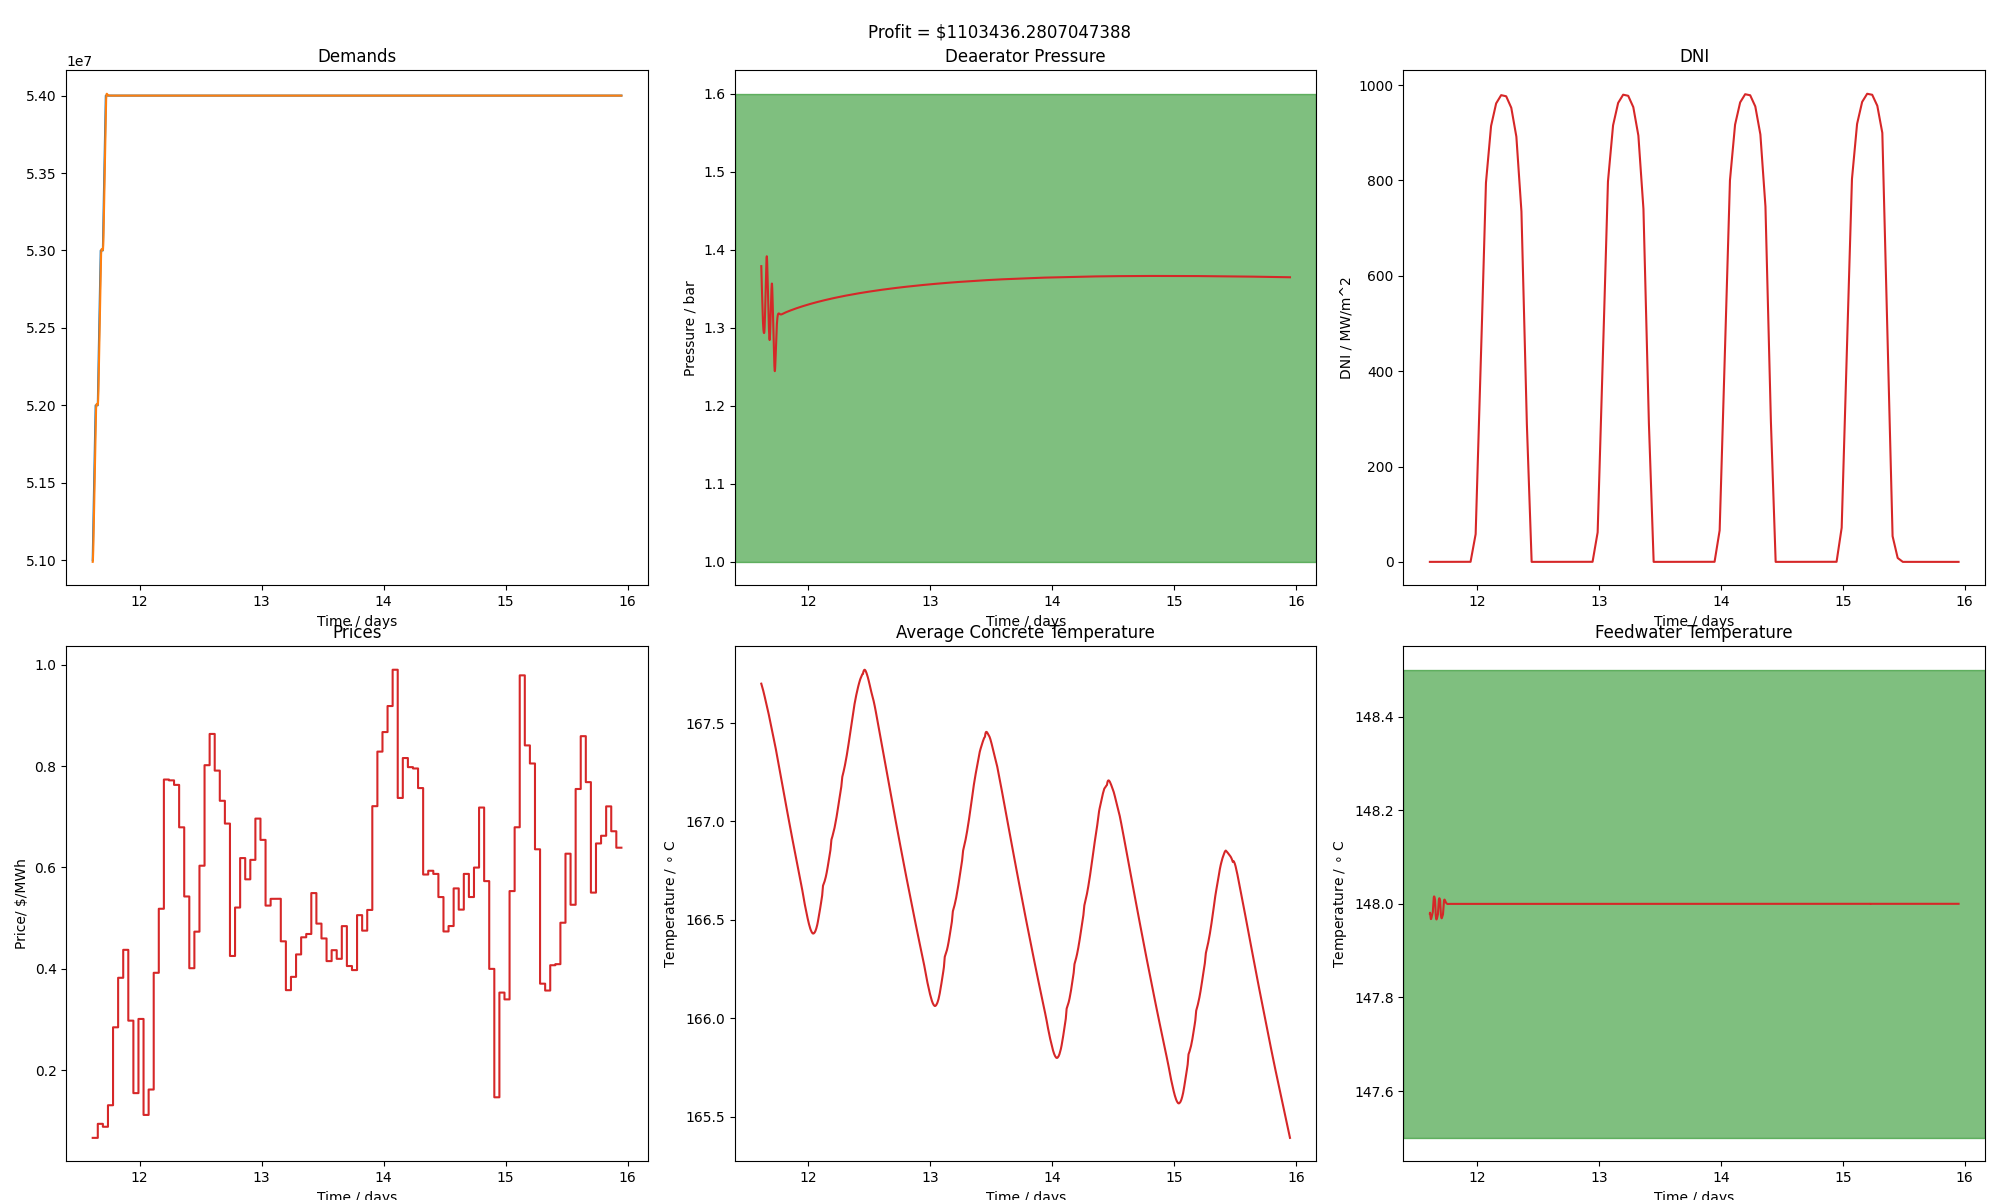 Profit = $1103436.2807047388
Demands
1e7
5.40
5.35
5.30
5.25
5.20
5.15
5.10
12 13 14 15 16
Time / days
Deaerator Pressure
Pressure / bar
1.6
1.5
1.4
1.3
1.2
1.1
1.0
12 13 14 15 16
Time / days
DNI
DNI / MW/m^2
1000
800
600
400
200
0
12 13 14 15 16
Time / days
Prices
Price/ $/MWh
1.0
0.8
0.6
0.4
0.2
12 13 14 15 16
Time / days
Average Concrete Temperature
Temperature / ∘ C
167.5
167.0
166.5
166.0
165.5
12 13 14 15 16
Time / days
Feedwater Temperature
Temperature / ∘ C
148.4
148.2
148.0
147.8
147.6
12 13 14 15 16
Time / days